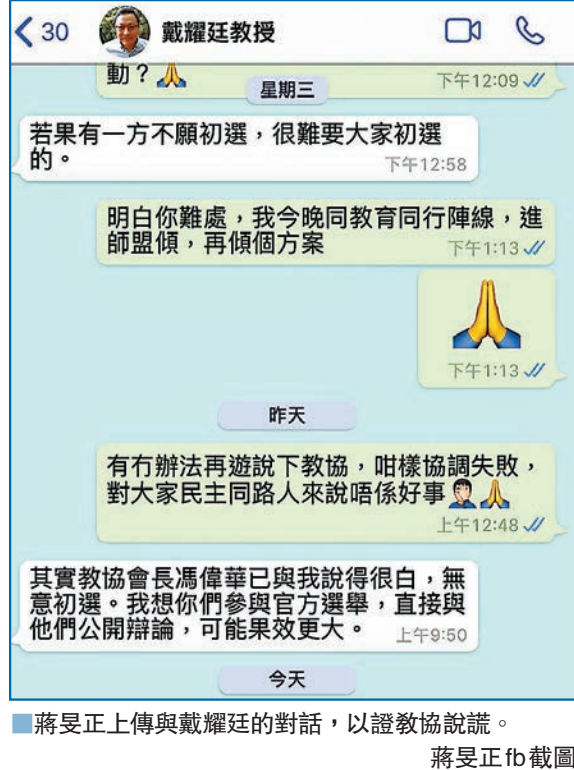 30 戴耀廷教授
動？🙏 下午12:09
星期三
若果有一方不願初選，很難要大家初選
的。 下午12:58
明白你難處，我今晚同教育同行陣線，進
師盟傾，再傾個方案 下午1:13
🙏
下午1:13
昨天
有冇辦法再遊說下教協，咁樣協調失敗，
對大家民主同路人來說唔係好事🤦🏻‍♂️🙏
上午12:48
其實教協會長馮偉華已與我說得很白，無
意初選。我想你們參與官方選舉，直接與
他們公開辯論，可能果效更大。 上午9:50
今天
■蔣旻正上傳與戴耀廷的對話，以證教協說謊。
蔣旻正fb截圖